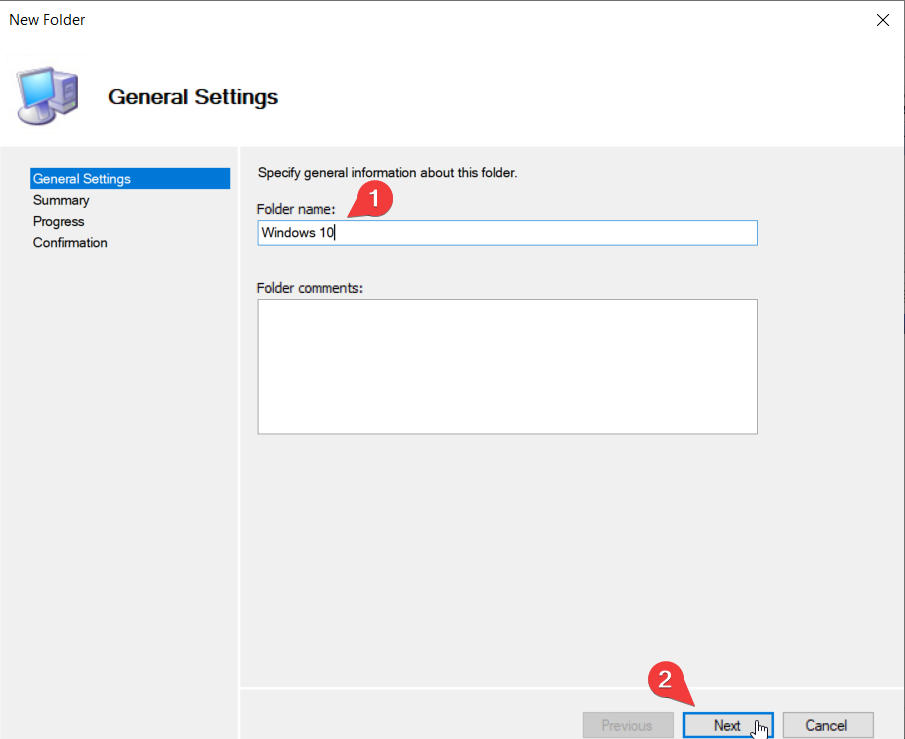 New Folder
General Settings
General Settings
Summary
Progress
Confirmation
Specify general information about this folder.
1
Folder name:
Windows 10
Folder comments:
2
Previous
Next
Cancel